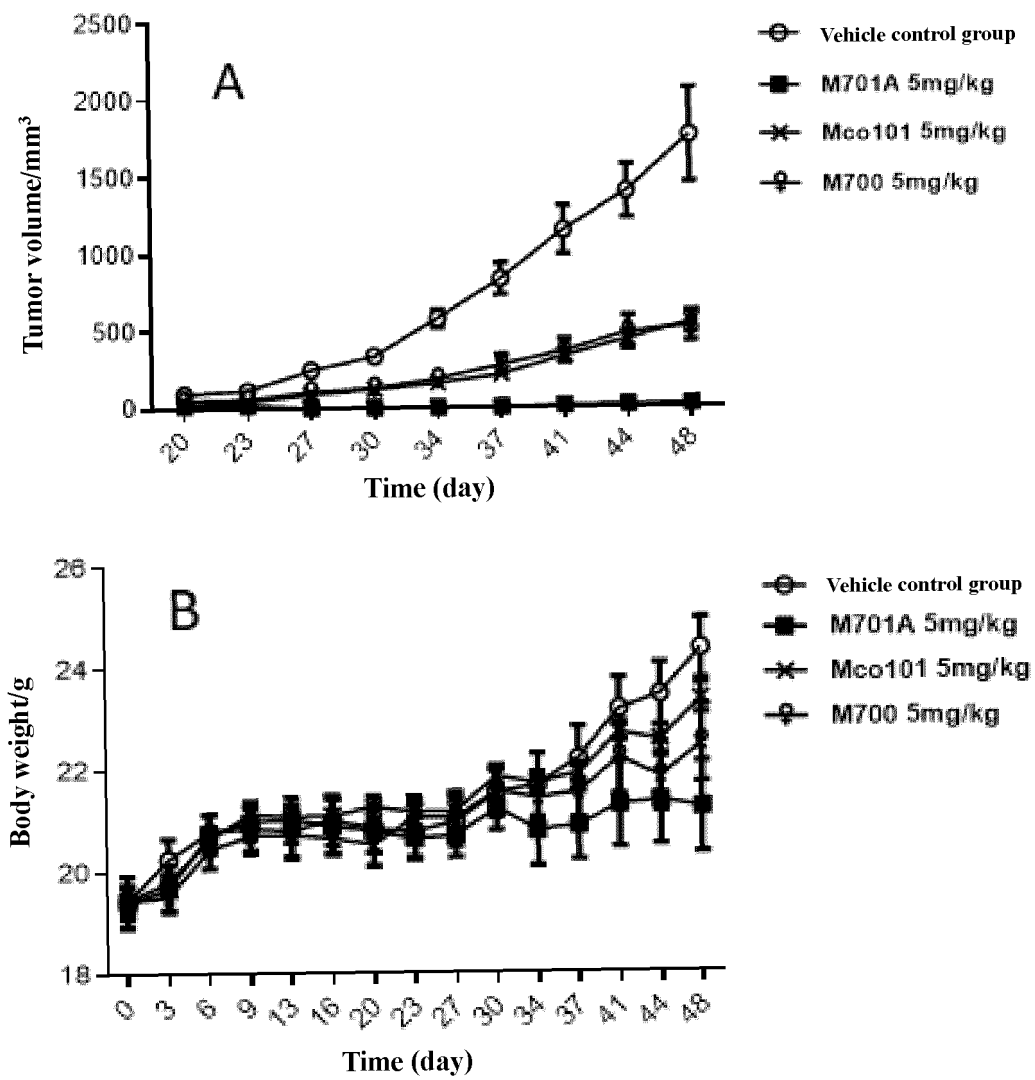 2500
2000
1500
1000
500
0
Tumor volume/mm³
A
20 23 27 30 34 37 41 44 48
Time (day)
Vehicle control group
M701A 5mg/kg
Mco101 5mg/kg
M700 5mg/kg
26
24
22
20
18
Body weight/g
B
0 3 6 9 13 16 20 23 27 30 34 37 41 44 48
Time (day)
Vehicle control group
M701A 5mg/kg
Mco101 5mg/kg
M700 5mg/kg